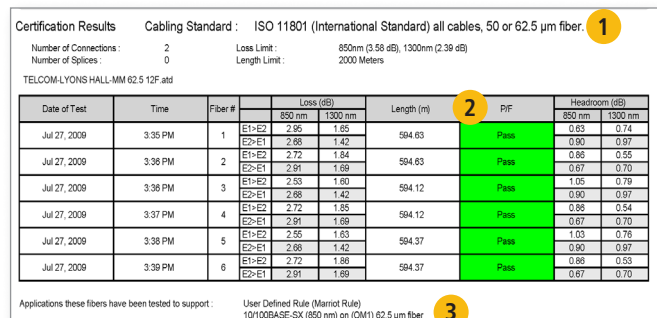 Certification Results Cabling Standard : ISO 11801 (International Standard) all cables, 50 or 62.5 µm fiber. 1
Number of Connections : 2 Loss Limit : 850nm (3.58 dB), 1300nm (2.39 dB)
Number of Splices : 0 Length Limit : 2000 Meters
TELCOM-LYONS HALL-MM 62.5 12F.atd
Date of Test Time Fiber # Loss (dB) Length (m) 2 P/F Headroom (dB)
850 nm 1300 nm 850 nm 1300 nm
Jul 27, 2009 3:35 PM 1 E1>E2 2.95 1.65 594.63 Pass 0.63 0.74
E2>E1 2.68 1.42 0.90 0.97
Jul 27, 2009 3:36 PM 2 E1>E2 2.72 1.84 594.63 Pass 0.86 0.55
E2>E1 2.91 1.69 0.67 0.70
Jul 27, 2009 3:36 PM 3 E1>E2 2.53 1.60 594.12 Pass 1.05 0.79
E2>E1 2.68 1.42 0.90 0.97
Jul 27, 2009 3:37 PM 4 E1>E2 2.72 1.85 594.12 Pass 0.86 0.54
E2>E1 2.91 1.69 0.67 0.70
Jul 27, 2009 3:38 PM 5 E1>E2 2.55 1.63 594.37 Pass 1.03 0.76
E2>E1 2.68 1.42 0.90 0.97
Jul 27, 2009 3:39 PM 6 E1>E2 2.72 1.86 594.37 Pass 0.86 0.53
E2>E1 2.91 1.69 0.67 0.70
Applications these fibers have been tested to support : User Defined Rule (Marriot Rule)
10/100BASE-SX (850 nm) on (OM1) 62.5 um fiber 3